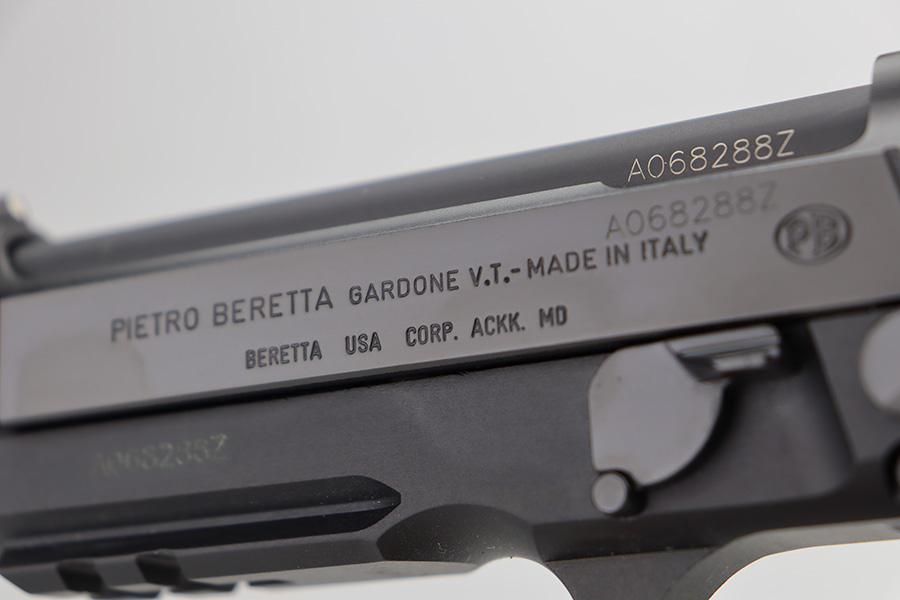 A068288Z
A068288Z
PB
PIETRO BERETTA GARDONE V.T.-MADE IN ITALY
BERETTA USA CORP. ACKK. MD
A068288Z